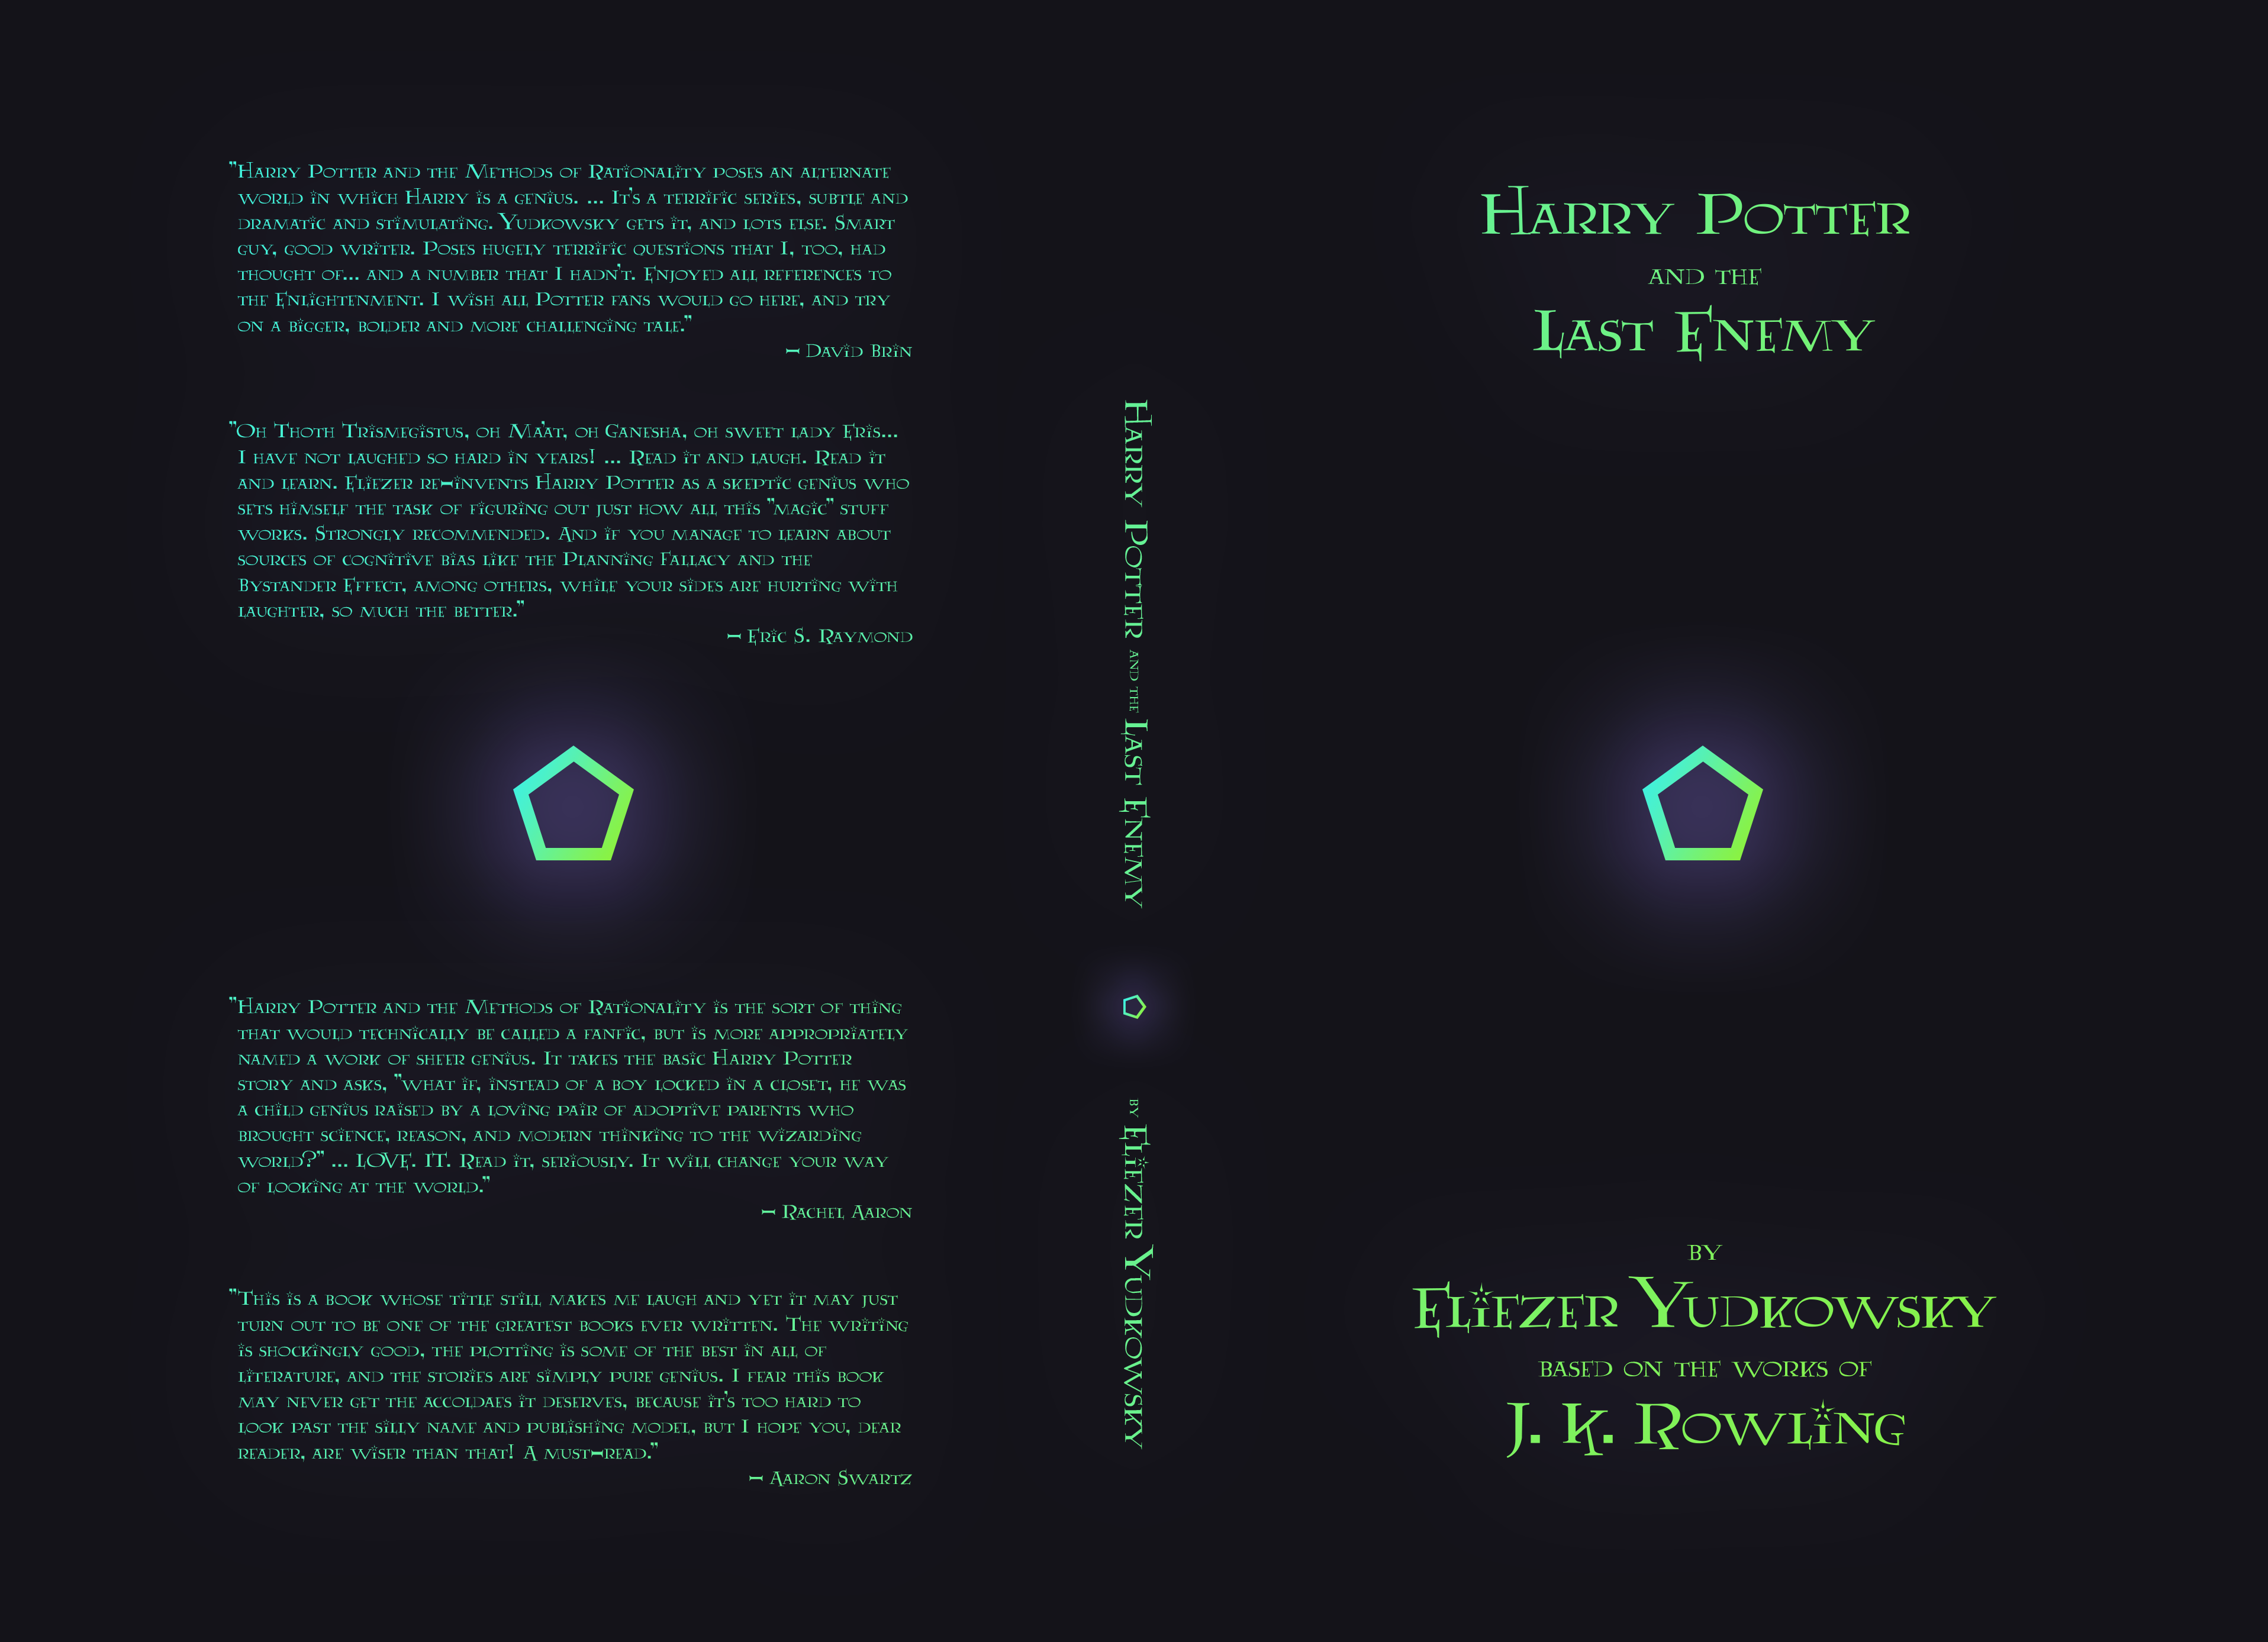 "Harry Potter and the Methods of Rationality poses an alternate
world in which Harry is a genius. ... It's a terrific series, subtle and
dramatic and stimulating. Yudkowsky gets it, and lots else. Smart
guy, good writer. Poses hugely terrific questions that I, too, had
thought of... and a number that I hadn't. Enjoyed all references to
the Enlightenment. I wish all Potter fans would go here, and try
on a bigger, bolder and more challenging tale."
- David Brin
"Oh Thoth Trismegistus, oh Ma'at, oh Ganesha, oh sweet lady Eris...
I have not laughed so hard in years! ... Read it and laugh. Read it
and learn. Eliezer re-invents Harry Potter as a skeptic genius who
sets himself the task of figuring out just how all this "magic" stuff
works. Strongly recommended. And if you manage to learn about
sources of cognitive bias like the Planning Fallacy and the
Bystander Effect, among others, while your sides are hurting with
laughter, so much the better."
- Eric S. Raymond
"Harry Potter and the Methods of Rationality is the sort of thing
that would technically be called a fanfic, but is more appropriately
named a work of sheer genius. It takes the basic Harry Potter
story and asks, "what if, instead of a boy locked in a closet, he was
a child genius raised by a loving pair of adoptive parents who
brought science, reason, and modern thinking to the wizarding
world?" ... LOVE. IT. Read it, seriously. It will change your way
of looking at the world."
- Rachel Aaron
"This is a book whose title still makes me laugh and yet it may just
turn out to be one of the greatest books ever written. The writing
is shockingly good, the plotting is some of the best in all of
literature, and the stories are simply pure genius. I fear this book
may never get the accoldaes it deserves, because it's too hard to
look past the silly name and publishing model, but I hope you, dear
reader, are wiser than that! A must-read."
- Aaron Swartz
Harry Potter and the Last Enemy
by Eliezer Yudkowsky
Harry Potter
and the
Last Enemy
by
Eliezer Yudkowsky
based on the works of
J. K. Rowling